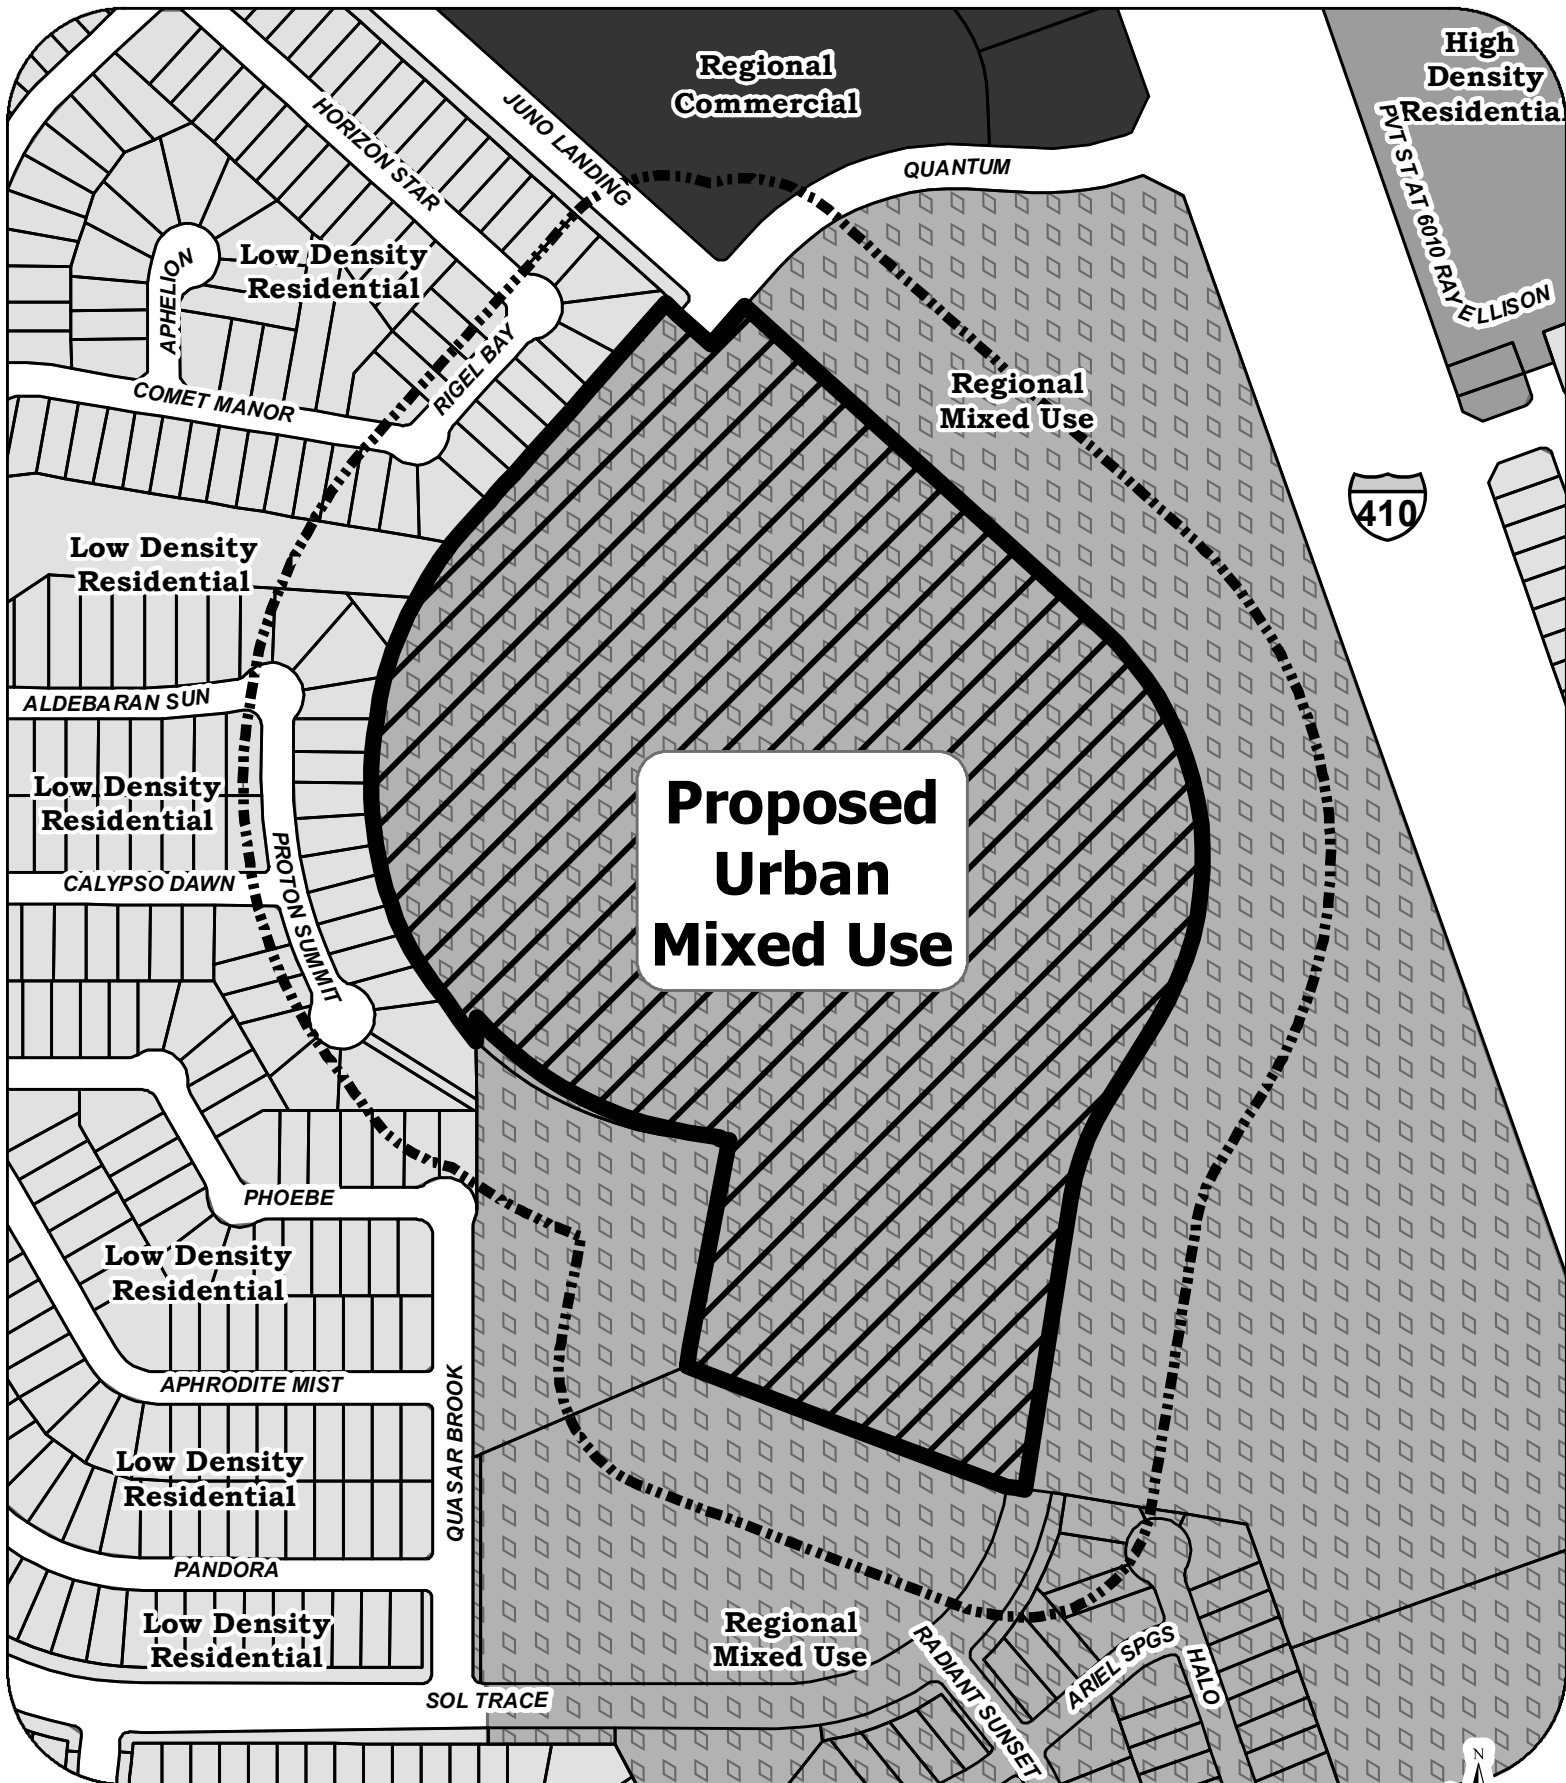 Regional
Commercial
High
Density
Residential
JUNO LANDING
HORIZON STAR
QUANTUM
PVT ST AT 6010 RAY ELLISON
Low Density
Residential
APHELION
RIGEL BAY
COMET MANOR
Regional
Mixed Use
410
Low Density
Residential
ALDEBARAN SUN
Low Density
Residential
Proposed
Urban
Mixed Use
PROTON SUMMIT
CALYPSO DAWN
PHOEBE
Low Density
Residential
APHRODITE MIST
QUASAR BROOK
Low Density
Residential
PANDORA
Low Density
Residential
Regional
Mixed Use
RADIANT SUNSET
ARIEL SPGS
HALO
SOL TRACE
N